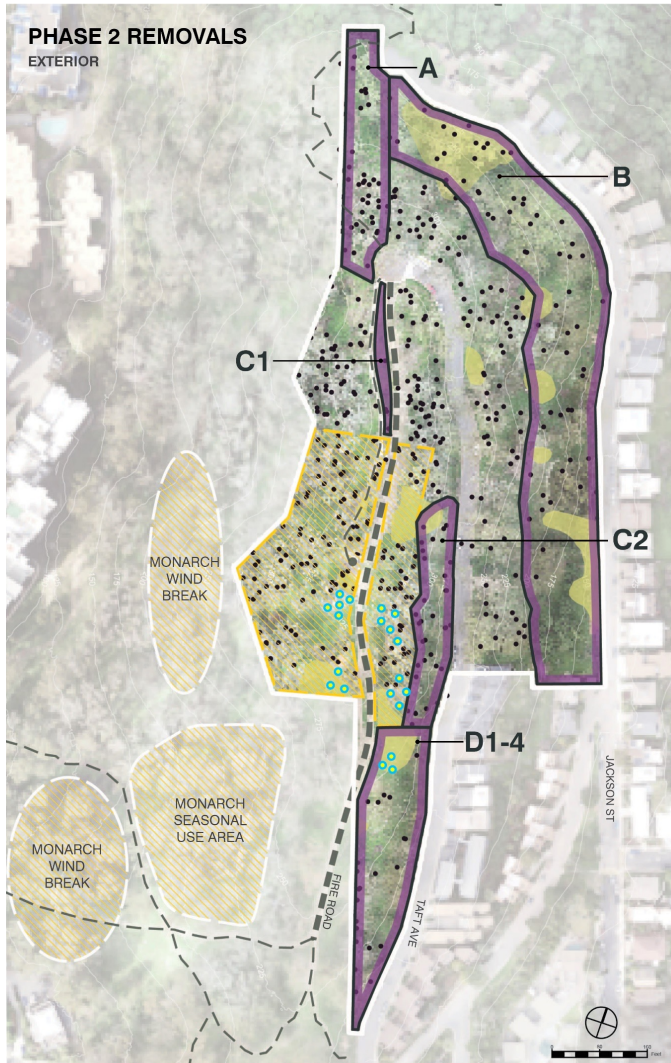 PHASE 2 REMOVALS
EXTERIOR
A
B
C1
C2
MONARCH
WIND
BREAK
D1-4
MONARCH
SEASONAL
USE AREA
MONARCH
WIND
BREAK
JACKSON ST
FIRE ROAD
TAFT AVE
175